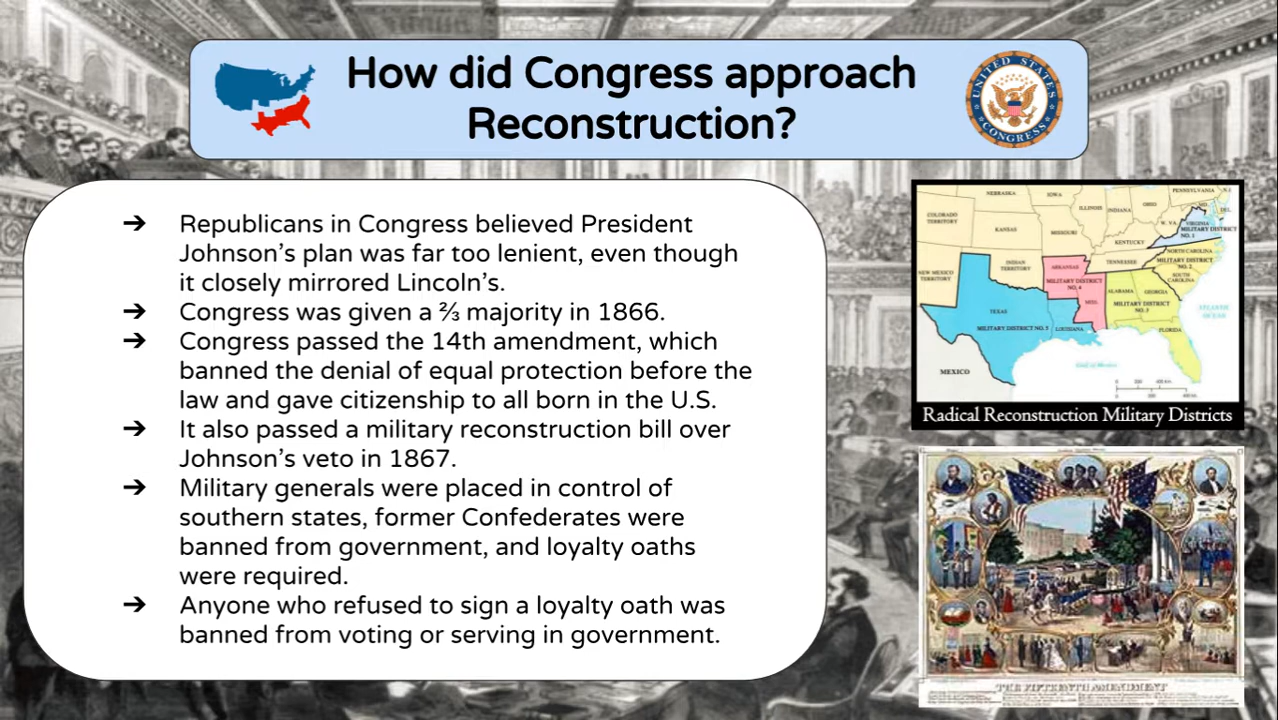 How did Congress approach
Reconstruction?
UNITED STATES
CONGRESS
➔ Republicans in Congress believed President
Johnson's plan was far too lenient, even though
it closely mirrored Lincoln's.
➔ Congress was given a ⅔ majority in 1866.
➔ Congress passed the 14th amendment, which
banned the denial of equal protection before the
law and gave citizenship to all born in the U.S.
➔ It also passed a military reconstruction bill over
Johnson's veto in 1867.
➔ Military generals were placed in control of
southern states, former Confederates were
banned from government, and loyalty oaths
were required.
➔ Anyone who refused to sign a loyalty oath was
banned from voting or serving in government.
NEBRASKA
IOWA
PENNSYLVANIA
N.J.
ILLINOIS
INDIANA
OHIO
MD.
DEL.
COLORADO
TERRITORY
KANSAS
MISSOURI
W. VA.
VIRGINIA
MILITARY DISTRICT
NO. 1
KENTUCKY
NORTH CAROLINA
MILITARY DISTRICT
NO. 2
NEW MEXICO
TERRITORY
INDIAN
TERRITORY
ARKANSAS
TENNESSEE
SOUTH
CAROLINA
MILITARY DISTRICT
NO. 4
MISS.
ALABAMA
GEORGIA
MILITARY DISTRICT
NO. 3
TEXAS
MILITARY DISTRICT NO. 5
LOUISIANA
FLORIDA
ATLANTIC
OCEAN
MEXICO
Gulf of Mexico
Radical Reconstruction Military Districts
THE FIFTEENTH AMENDMENT